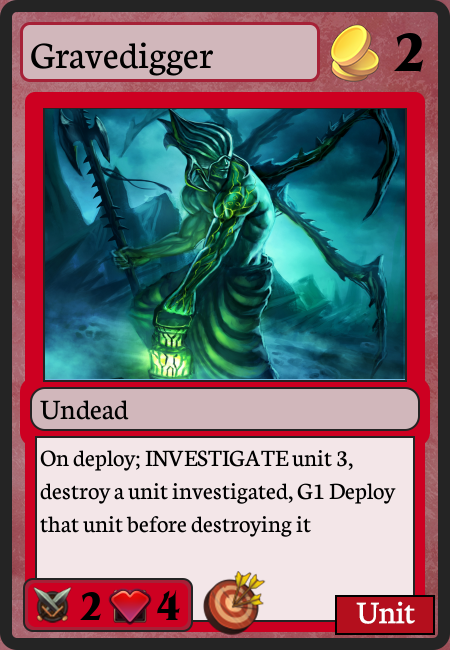 Gravedigger
2
Undead
On deploy; INVESTIGATE unit 3,
destroy a unit investigated, G1 Deploy
that unit before destroying it
2 4
Unit